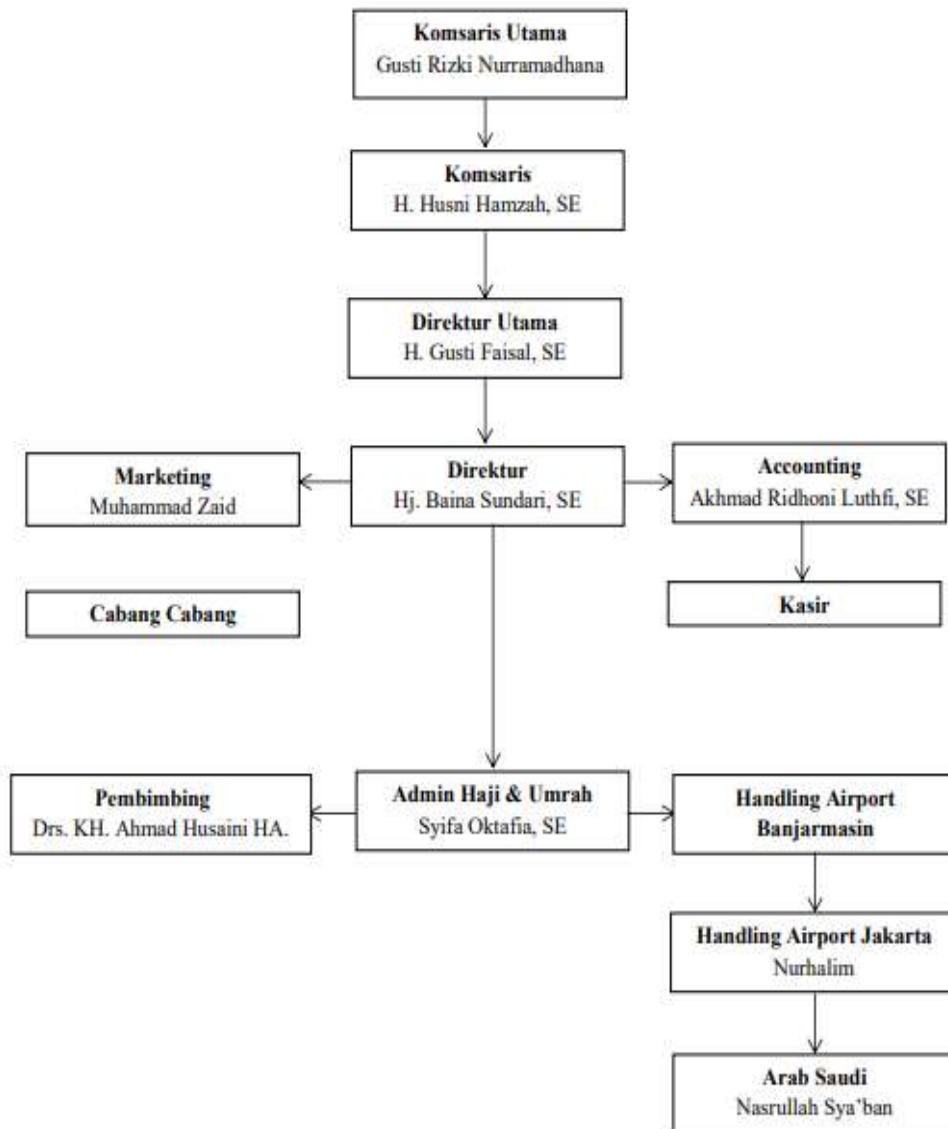 Komsaris Utama
Gusti Rizki Nurramadhana
Komsaris
H. Husni Hamzah, SE
Direktur Utama
H. Gusti Faisal, SE
Marketing
Muhammad Zaid
Direktur
Hj. Baina Sundari, SE
Accounting
Akhmad Ridhoni Luthfi, SE
Cabang Cabang
Kasir
Pembimbing
Drs. KH. Ahmad Husaini HA.
Admin Haji & Umrah
Syifa Oktafia, SE
Handling Airport
Banjarmasin
Handling Airport Jakarta
Nurhalim
Arab Saudi
Nasrullah Sya’ban